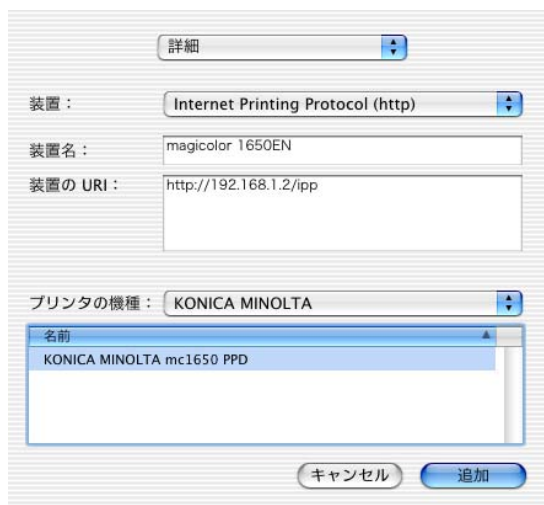 詳細
装置： Internet Printing Protocol (http)
装置名： magicolor 1650EN
装置の URI： http://192.168.1.2/ipp
プリンタの機種： KONICA MINOLTA
名前
KONICA MINOLTA mc1650 PPD
キャンセル 追加